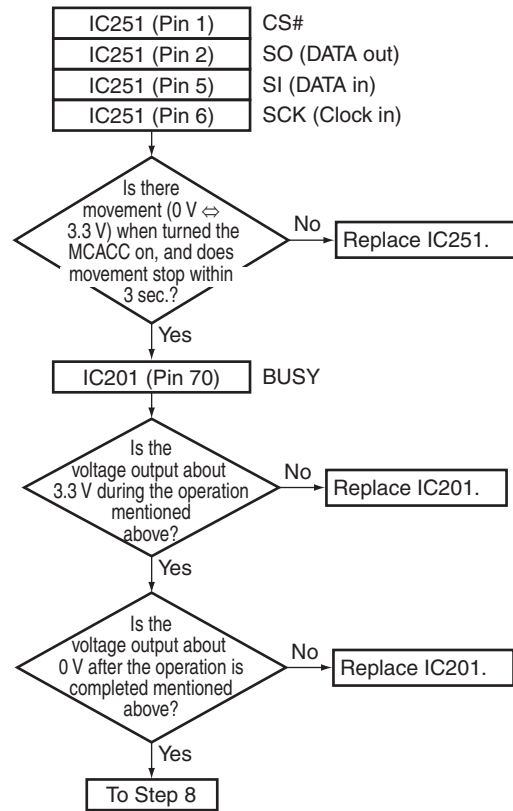 IC251 (Pin 1) CS#
IC251 (Pin 2) SO (DATA out)
IC251 (Pin 5) SI (DATA in)
IC251 (Pin 6) SCK (Clock in)
Is there
movement (0 V ⇔
3.3 V) when turned the
MCACC on, and does
movement stop within
3 sec.?
No
Replace IC251.
Yes
IC201 (Pin 70) BUSY
Is the
voltage output about
3.3 V during the operation
mentioned
above?
No
Replace IC201.
Yes
Is the
voltage output about
0 V after the operation is
completed mentioned
above?
No
Replace IC201.
Yes
To Step 8